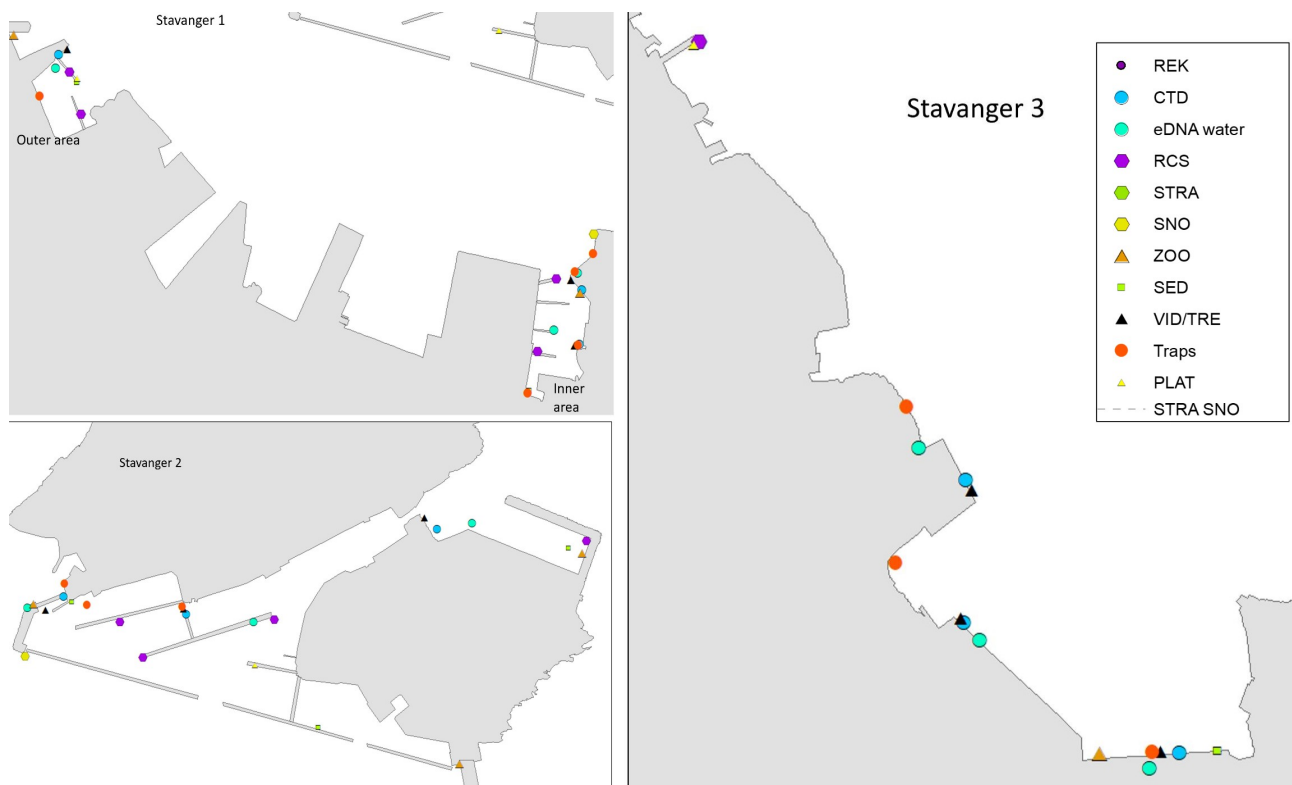 Stavanger 1
Outer area
Inner
area
Stavanger 2
Stavanger 3
REK
CTD
eDNA water
RCS
STRA
SNO
ZOO
SED
VID/TRE
Traps
PLAT
STRA SNO